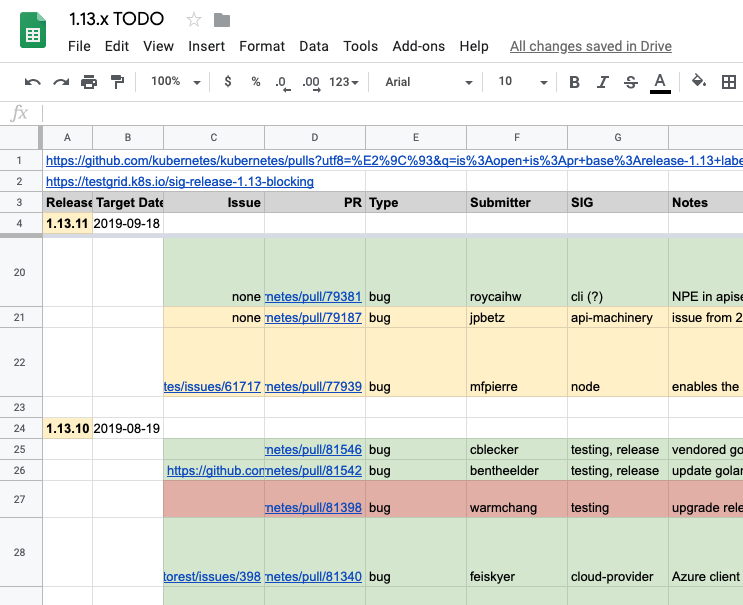 1.13.x TODO
File Edit View Insert Format Data Tools Add-ons Help All changes saved in Drive
100% $ % .0 .00 123 Arial 10 B I S A
fx
A B C D E F G
1 https://github.com/kubernetes/kubernetes/pulls?utf8=%E2%9C%93&q=is%3Aopen+is%3Apr+base%3Arelease-1.13+labe
2 https://testgrid.k8s.io/sig-release-1.13-blocking
3 Release Target Date Issue PR Type Submitter SIG Notes
4 1.13.11 2019-09-18
20 none netes/pull/79381 bug roycaihw cli (?) NPE in apise
21 none netes/pull/79187 bug jpbetz api-machinery issue from 2
22 tes/issues/61717 netes/pull/77939 bug mfpierre node enables the
23
24 1.13.10 2019-08-19
25 netes/pull/81546 bug cblecker testing, release vendored go
26 https://github.com netes/pull/81542 bug bentheelder testing, release update golan
27 netes/pull/81398 bug warmchang testing upgrade rele
28 torest/issues/398 netes/pull/81340 bug feiskyer cloud-provider Azure client